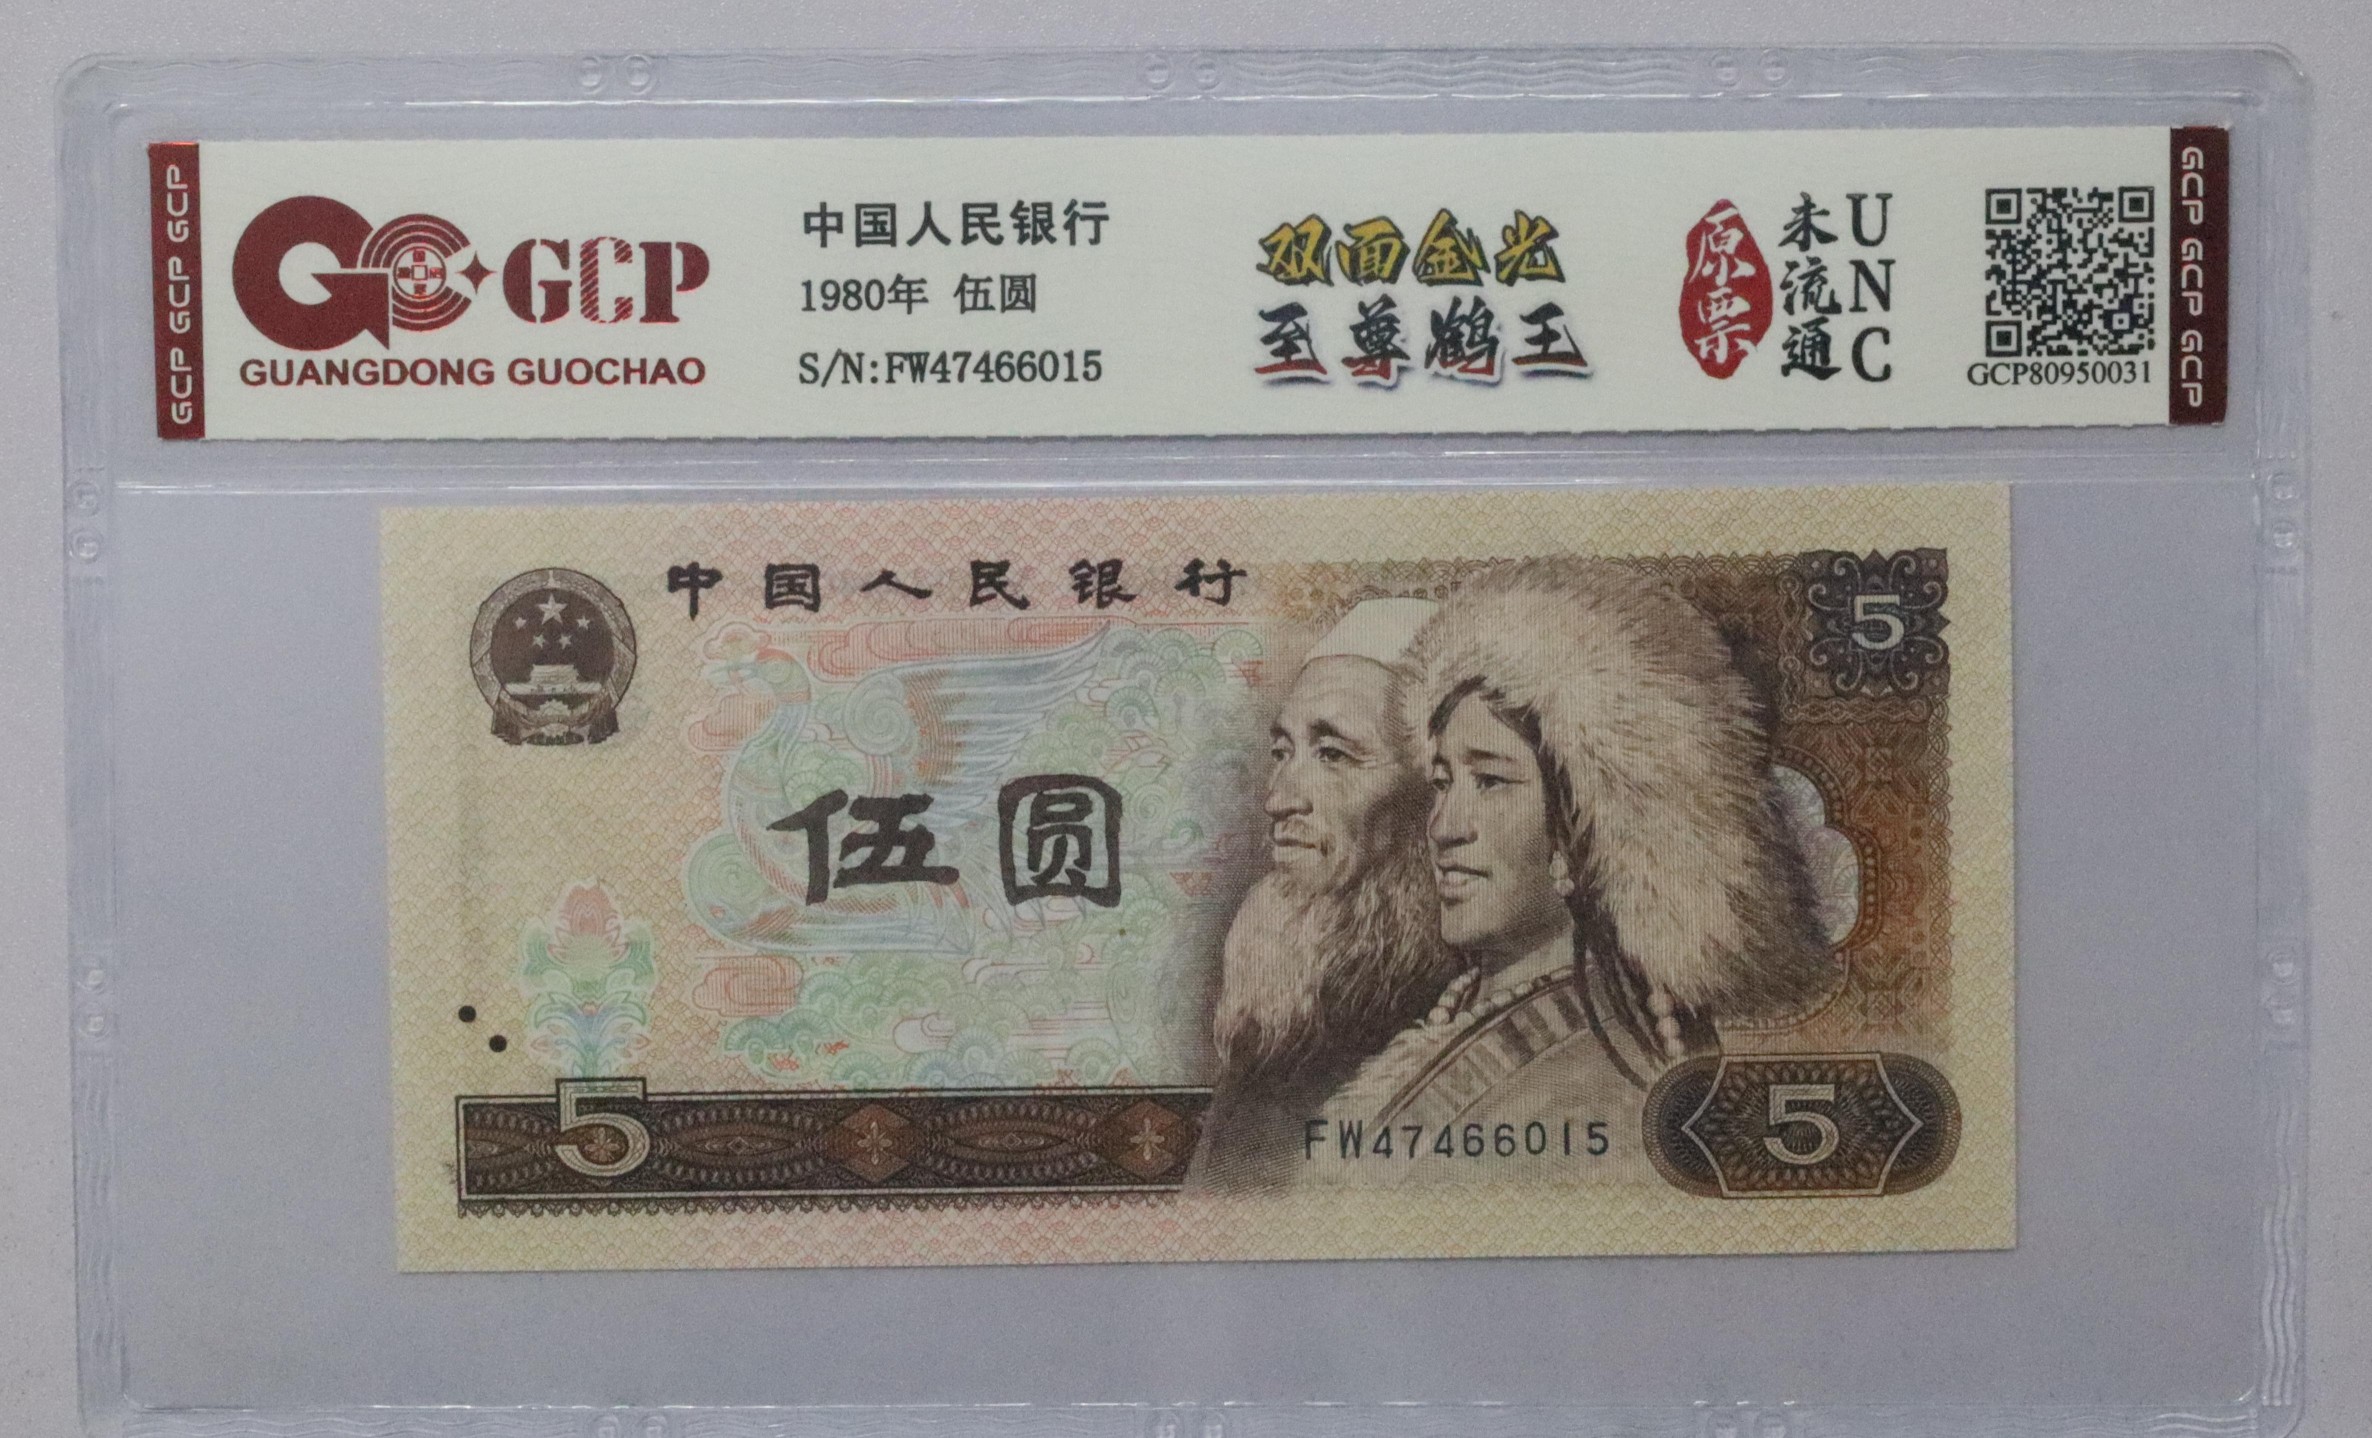 GCP GCP GCP
GCP
GUANGDONG GUOCHAO
中国人民银行
1980年 伍圆
S/N:FW47466015
双面金光
至尊鹤王
原票
未流通
UNC
GCP80950031
GCP GCP GCP
中国人民银行
5
伍圆
5
FW47466015
5